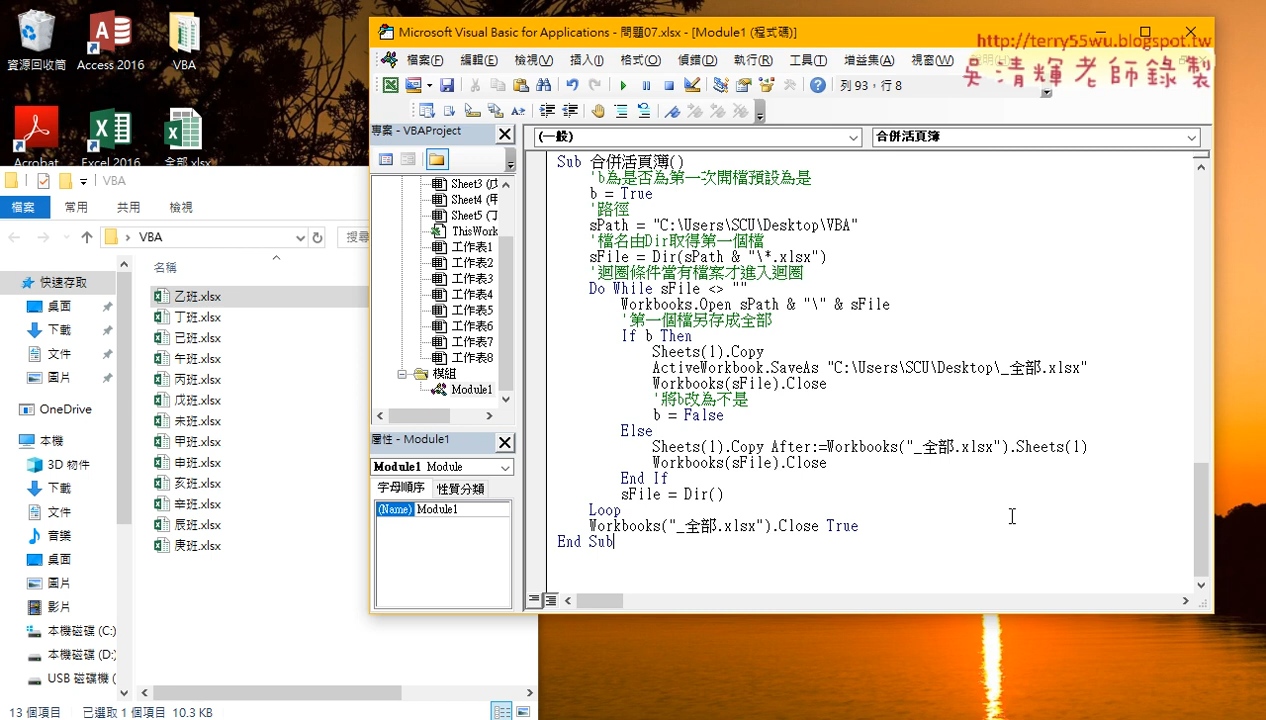 資源回收筒
Access 2016
VBA
Acrobat
Excel 2016
全部.xlsx
VBA
檔案
常用
共用
檢視
VBA
搜尋
名稱
快速存取
桌面
下載
文件
圖片
OneDrive
本機
3D 物件
下載
文件
音樂
桌面
圖片
影片
本機磁碟 (C:)
本機磁碟 (D:)
USB 磁碟機 (
乙班.xlsx
丁班.xlsx
己班.xlsx
午班.xlsx
丙班.xlsx
戊班.xlsx
未班.xlsx
甲班.xlsx
申班.xlsx
亥班.xlsx
辛班.xlsx
辰班.xlsx
庚班.xlsx
13 個項目
已選取 1 個項目 10.3 KB
Microsoft Visual Basic for Applications - 問題07.xlsx - [Module1 (程式碼)]
http://terry55wu.blogspot.tw
吳清輝老師錄製
檔案(F) 編輯(E) 檢視(V) 插入(I) 格式(O) 偵錯(D) 執行(R) 工具(T) 增益集(A) 視窗(W)
列 93，行 8
專案 - VBAProject
Sheet3
Sheet4 (甲
Sheet5 (丁
ThisWork
工作表1
工作表2
工作表3
工作表4
工作表5
工作表6
工作表7
工作表8
模組
Module1
屬性 - Module1
Module1 Module
字母順序 性質分類
(Name) Module1
(一般)
合併活頁簿
Sub 合併活頁簿()
'b為是否為第一次開檔預設為是
b = True
'路徑
sPath = "C:\Users\SCU\Desktop\VBA"
'檔名由Dir取得第一個檔
sFile = Dir(sPath & "\*.xlsx")
'迴圈條件當有檔案才進入迴圈
Do While sFile <> ""
Workbooks.Open sPath & "\" & sFile
'第一個檔另存成全部
If b Then
Sheets(1).Copy
ActiveWorkbook.SaveAs "C:\Users\SCU\Desktop\_全部.xlsx"
Workbooks(sFile).Close
'將b改為不是
b = False
Else
Sheets(1).Copy After:=Workbooks("_全部.xlsx").Sheets(1)
Workbooks(sFile).Close
End If
sFile = Dir()
Loop
Workbooks("_全部.xlsx").Close True
End Sub